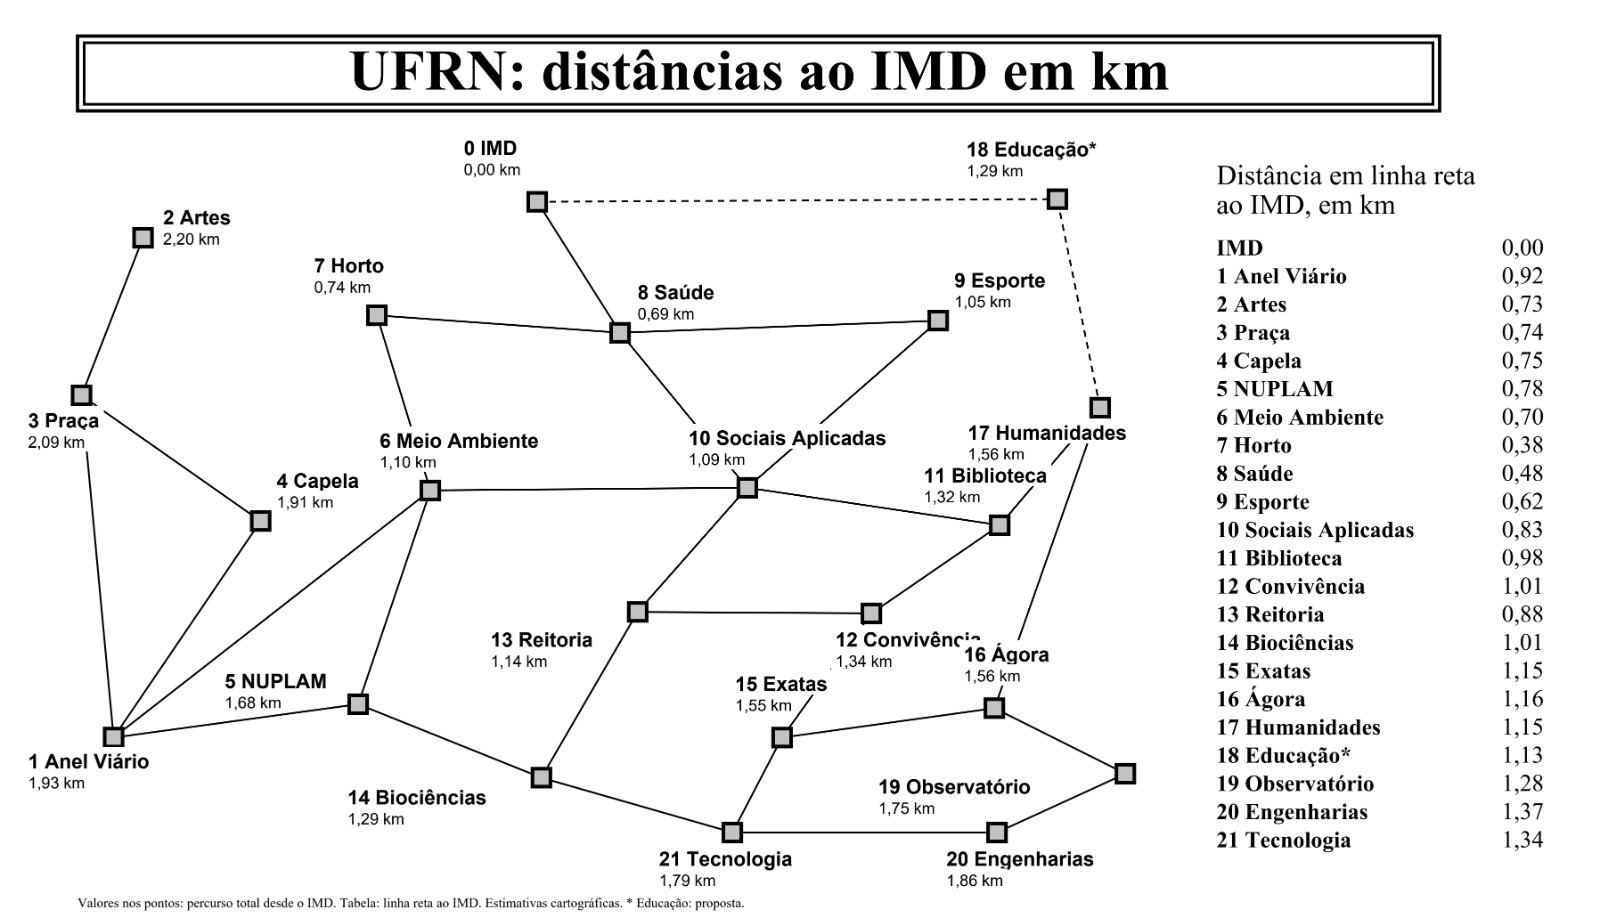 UFRN: distâncias ao IMD em km
0 IMD
0,00 km
18 Educação*
1,29 km
2 Artes
2,20 km
7 Horto
0,74 km
8 Saúde
0,69 km
9 Esporte
1,05 km
3 Praça
2,09 km
6 Meio Ambiente
1,10 km
10 Sociais Aplicadas
1,09 km
17 Humanidades
1,56 km
4 Capela
1,91 km
11 Biblioteca
1,32 km
13 Reitoria
1,14 km
12 Convivência
1,34 km
16 Ágora
1,56 km
5 NUPLAM
1,68 km
15 Exatas
1,55 km
1 Anel Viário
1,93 km
14 Biociências
1,29 km
19 Observatório
1,75 km
21 Tecnologia
1,79 km
20 Engenharias
1,86 km
Distância em linha reta
ao IMD, em km
IMD 0,00
1 Anel Viário 0,92
2 Artes 0,73
3 Praça 0,74
4 Capela 0,75
5 NUPLAM 0,78
6 Meio Ambiente 0,70
7 Horto 0,38
8 Saúde 0,48
9 Esporte 0,62
10 Sociais Aplicadas 0,83
11 Biblioteca 0,98
12 Convivência 1,01
13 Reitoria 0,88
14 Biociências 1,01
15 Exatas 1,15
16 Ágora 1,16
17 Humanidades 1,15
18 Educação* 1,13
19 Observatório 1,28
20 Engenharias 1,37
21 Tecnologia 1,34
Valores nos pontos: percurso total desde o IMD. Tabela: linha reta ao IMD. Estimativas cartográficas. * Educação: proposta.